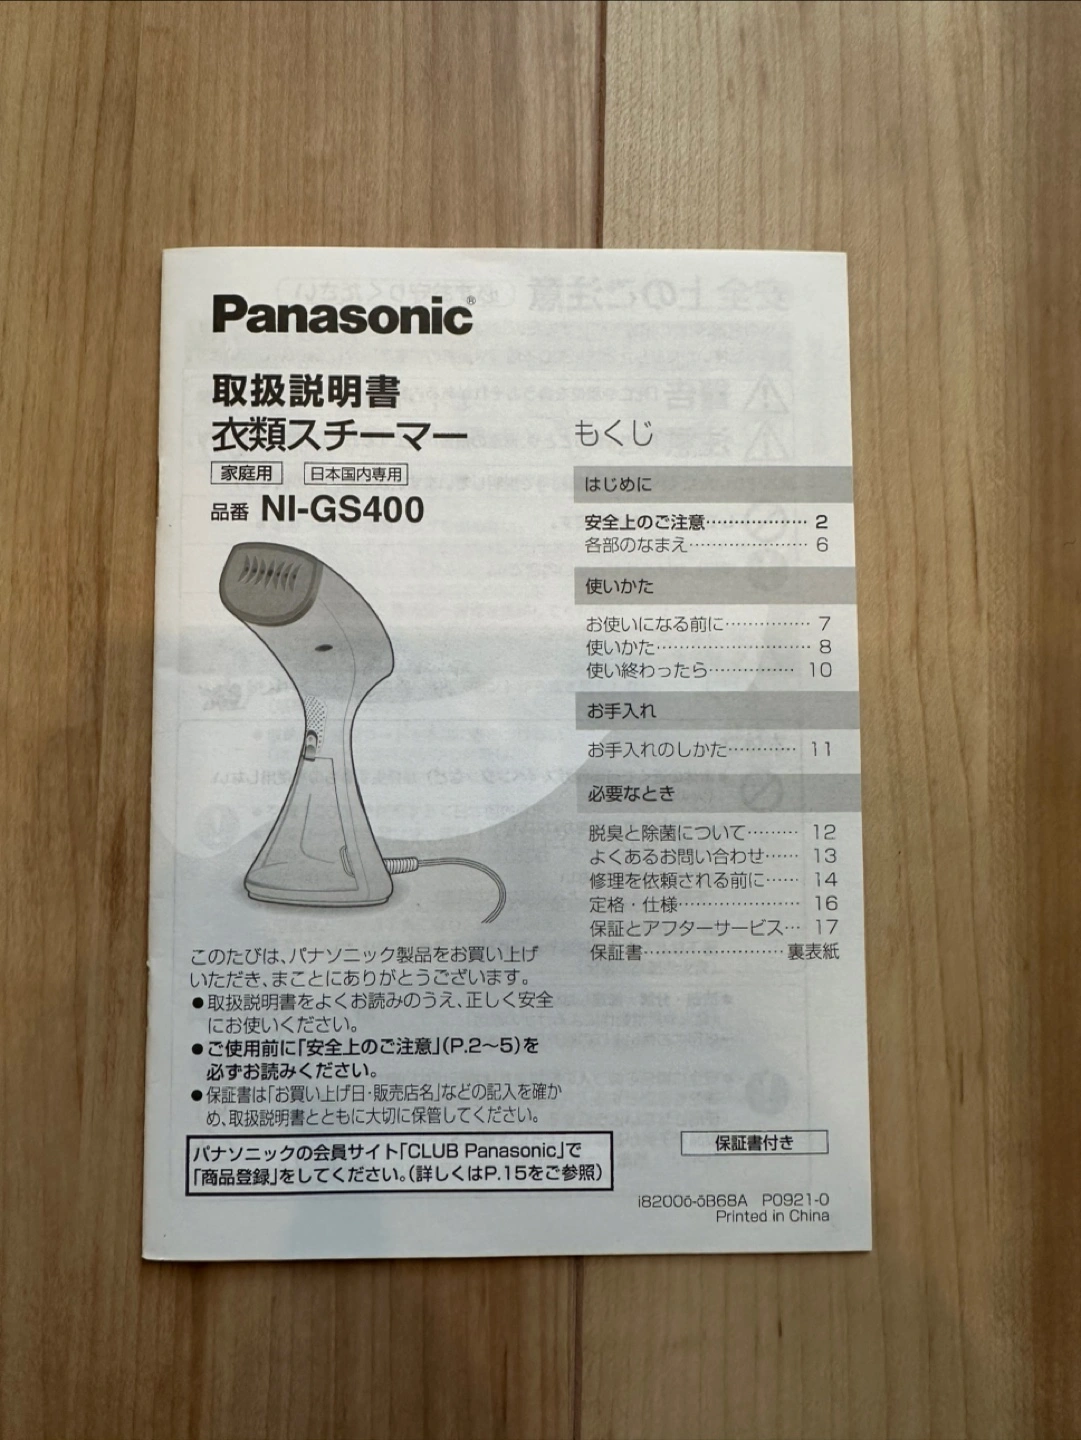 Panasonic®
取扱説明書
衣類スチーマー
家庭用 日本国内専用
品番 NI-GS400
このたびは、パナソニック製品をお買い上げ
いただき、まことにありがとうございます。
●取扱説明書をよくお読みのうえ、正しく安全
にお使いください。
●ご使用前に「安全上のご注意」(P.2〜5)を
必ずお読みください。
●保証書は「お買い上げ日・販売店名」などの記入を確か
め、取扱説明書とともに大切に保管してください。
パナソニックの会員サイト「CLUB Panasonic」で
「商品登録」をしてください。(詳しくはP.15をご参照)
もくじ
はじめに
安全上のご注意……………… 2
各部のなまえ………………… 6
使いかた
お使いになる前に…………… 7
使いかた……………………… 8
使い終わったら…………… 10
お手入れ
お手入れのしかた………… 11
必要なとき
脱臭と除菌について……… 12
よくあるお問い合わせ…… 13
修理を依頼される前に…… 14
定格・仕様………………… 16
保証とアフターサービス… 17
保証書……………………裏表紙
保証書付き
P0921-0
Printed in China